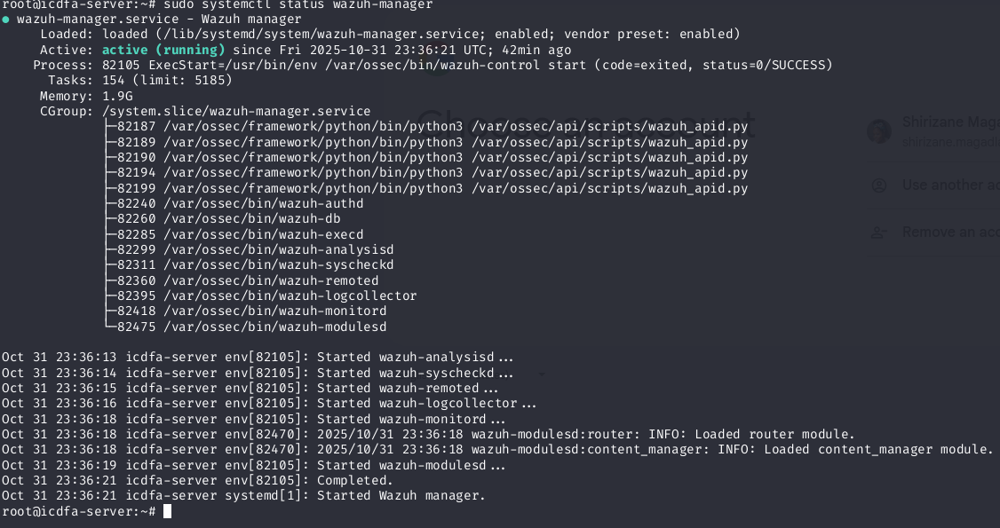 root@icdfa-server:~# sudo systemctl status wazuh-manager
● wazuh-manager.service - Wazuh manager
Loaded: loaded (/lib/systemd/system/wazuh-manager.service; enabled; vendor preset: enabled)
Active: active (running) since Fri 2025-10-31 23:36:21 UTC; 42min ago
Process: 82105 ExecStart=/usr/bin/env /var/ossec/bin/wazuh-control start (code=exited, status=0/SUCCESS)
Tasks: 154 (limit: 5185)
Memory: 1.9G
CGroup: /system.slice/wazuh-manager.service
├─82187 /var/ossec/framework/python/bin/python3 /var/ossec/api/scripts/wazuh_apid.py
├─82189 /var/ossec/framework/python/bin/python3 /var/ossec/api/scripts/wazuh_apid.py
├─82190 /var/ossec/framework/python/bin/python3 /var/ossec/api/scripts/wazuh_apid.py
├─82194 /var/ossec/framework/python/bin/python3 /var/ossec/api/scripts/wazuh_apid.py
├─82199 /var/ossec/framework/python/bin/python3 /var/ossec/api/scripts/wazuh_apid.py
├─82240 /var/ossec/bin/wazuh-authd
├─82260 /var/ossec/bin/wazuh-db
├─82285 /var/ossec/bin/wazuh-execd
├─82299 /var/ossec/bin/wazuh-analysisd
├─82311 /var/ossec/bin/wazuh-syscheckd
├─82360 /var/ossec/bin/wazuh-remoted
├─82395 /var/ossec/bin/wazuh-logcollector
├─82418 /var/ossec/bin/wazuh-monitord
└─82475 /var/ossec/bin/wazuh-modulesd
Oct 31 23:36:13 icdfa-server env[82105]: Started wazuh-analysisd...
Oct 31 23:36:14 icdfa-server env[82105]: Started wazuh-syscheckd...
Oct 31 23:36:15 icdfa-server env[82105]: Started wazuh-remoted...
Oct 31 23:36:16 icdfa-server env[82105]: Started wazuh-logcollector...
Oct 31 23:36:18 icdfa-server env[82105]: Started wazuh-monitord...
Oct 31 23:36:18 icdfa-server env[82470]: 2025/10/31 23:36:18 wazuh-modulesd:router: INFO: Loaded router module.
Oct 31 23:36:18 icdfa-server env[82470]: 2025/10/31 23:36:18 wazuh-modulesd:content_manager: INFO: Loaded content_manager module.
Oct 31 23:36:19 icdfa-server env[82105]: Started wazuh-modulesd...
Oct 31 23:36:21 icdfa-server env[82105]: Completed.
Oct 31 23:36:21 icdfa-server systemd[1]: Started Wazuh manager.
root@icdfa-server:~#
Choose an account
Shirizane Maga
shirizane.magad
Use another a
Remove an acc